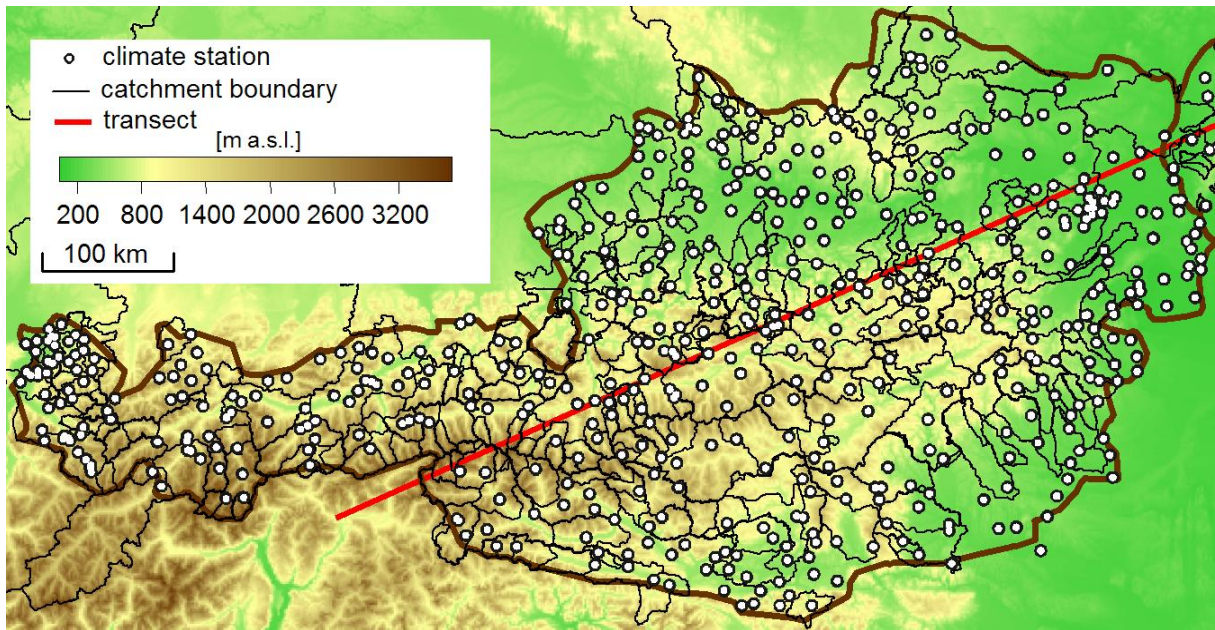 climate station
catchment boundary
transect
[m a.s.l.]
200 800 1400 2000 2600 3200
100 km